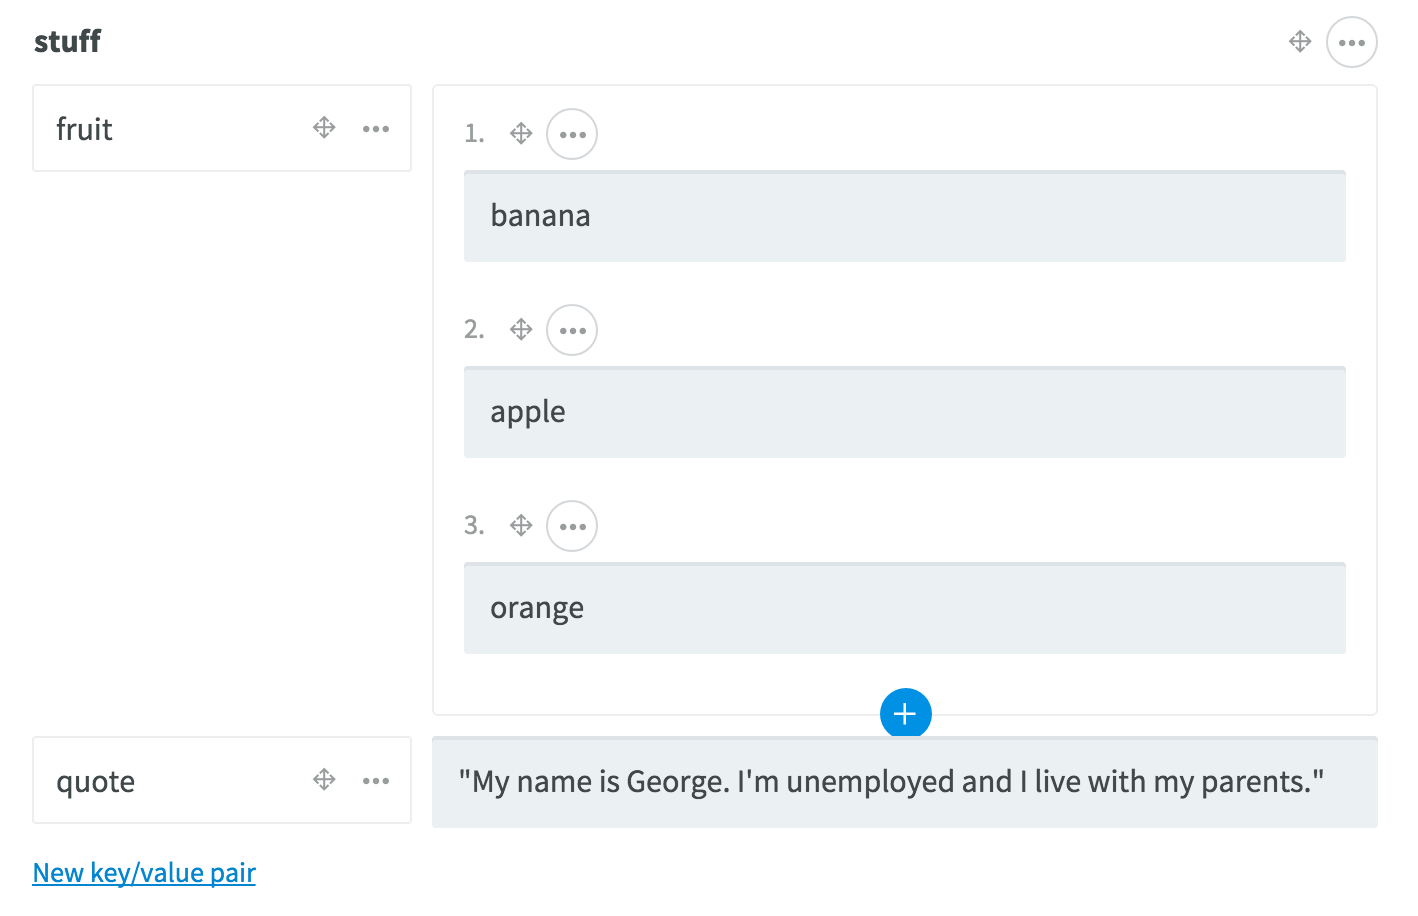 stuff
fruit
1.
banana
2.
apple
3.
orange
quote
"My name is George. I'm unemployed and I live with my parents."
New key/value pair